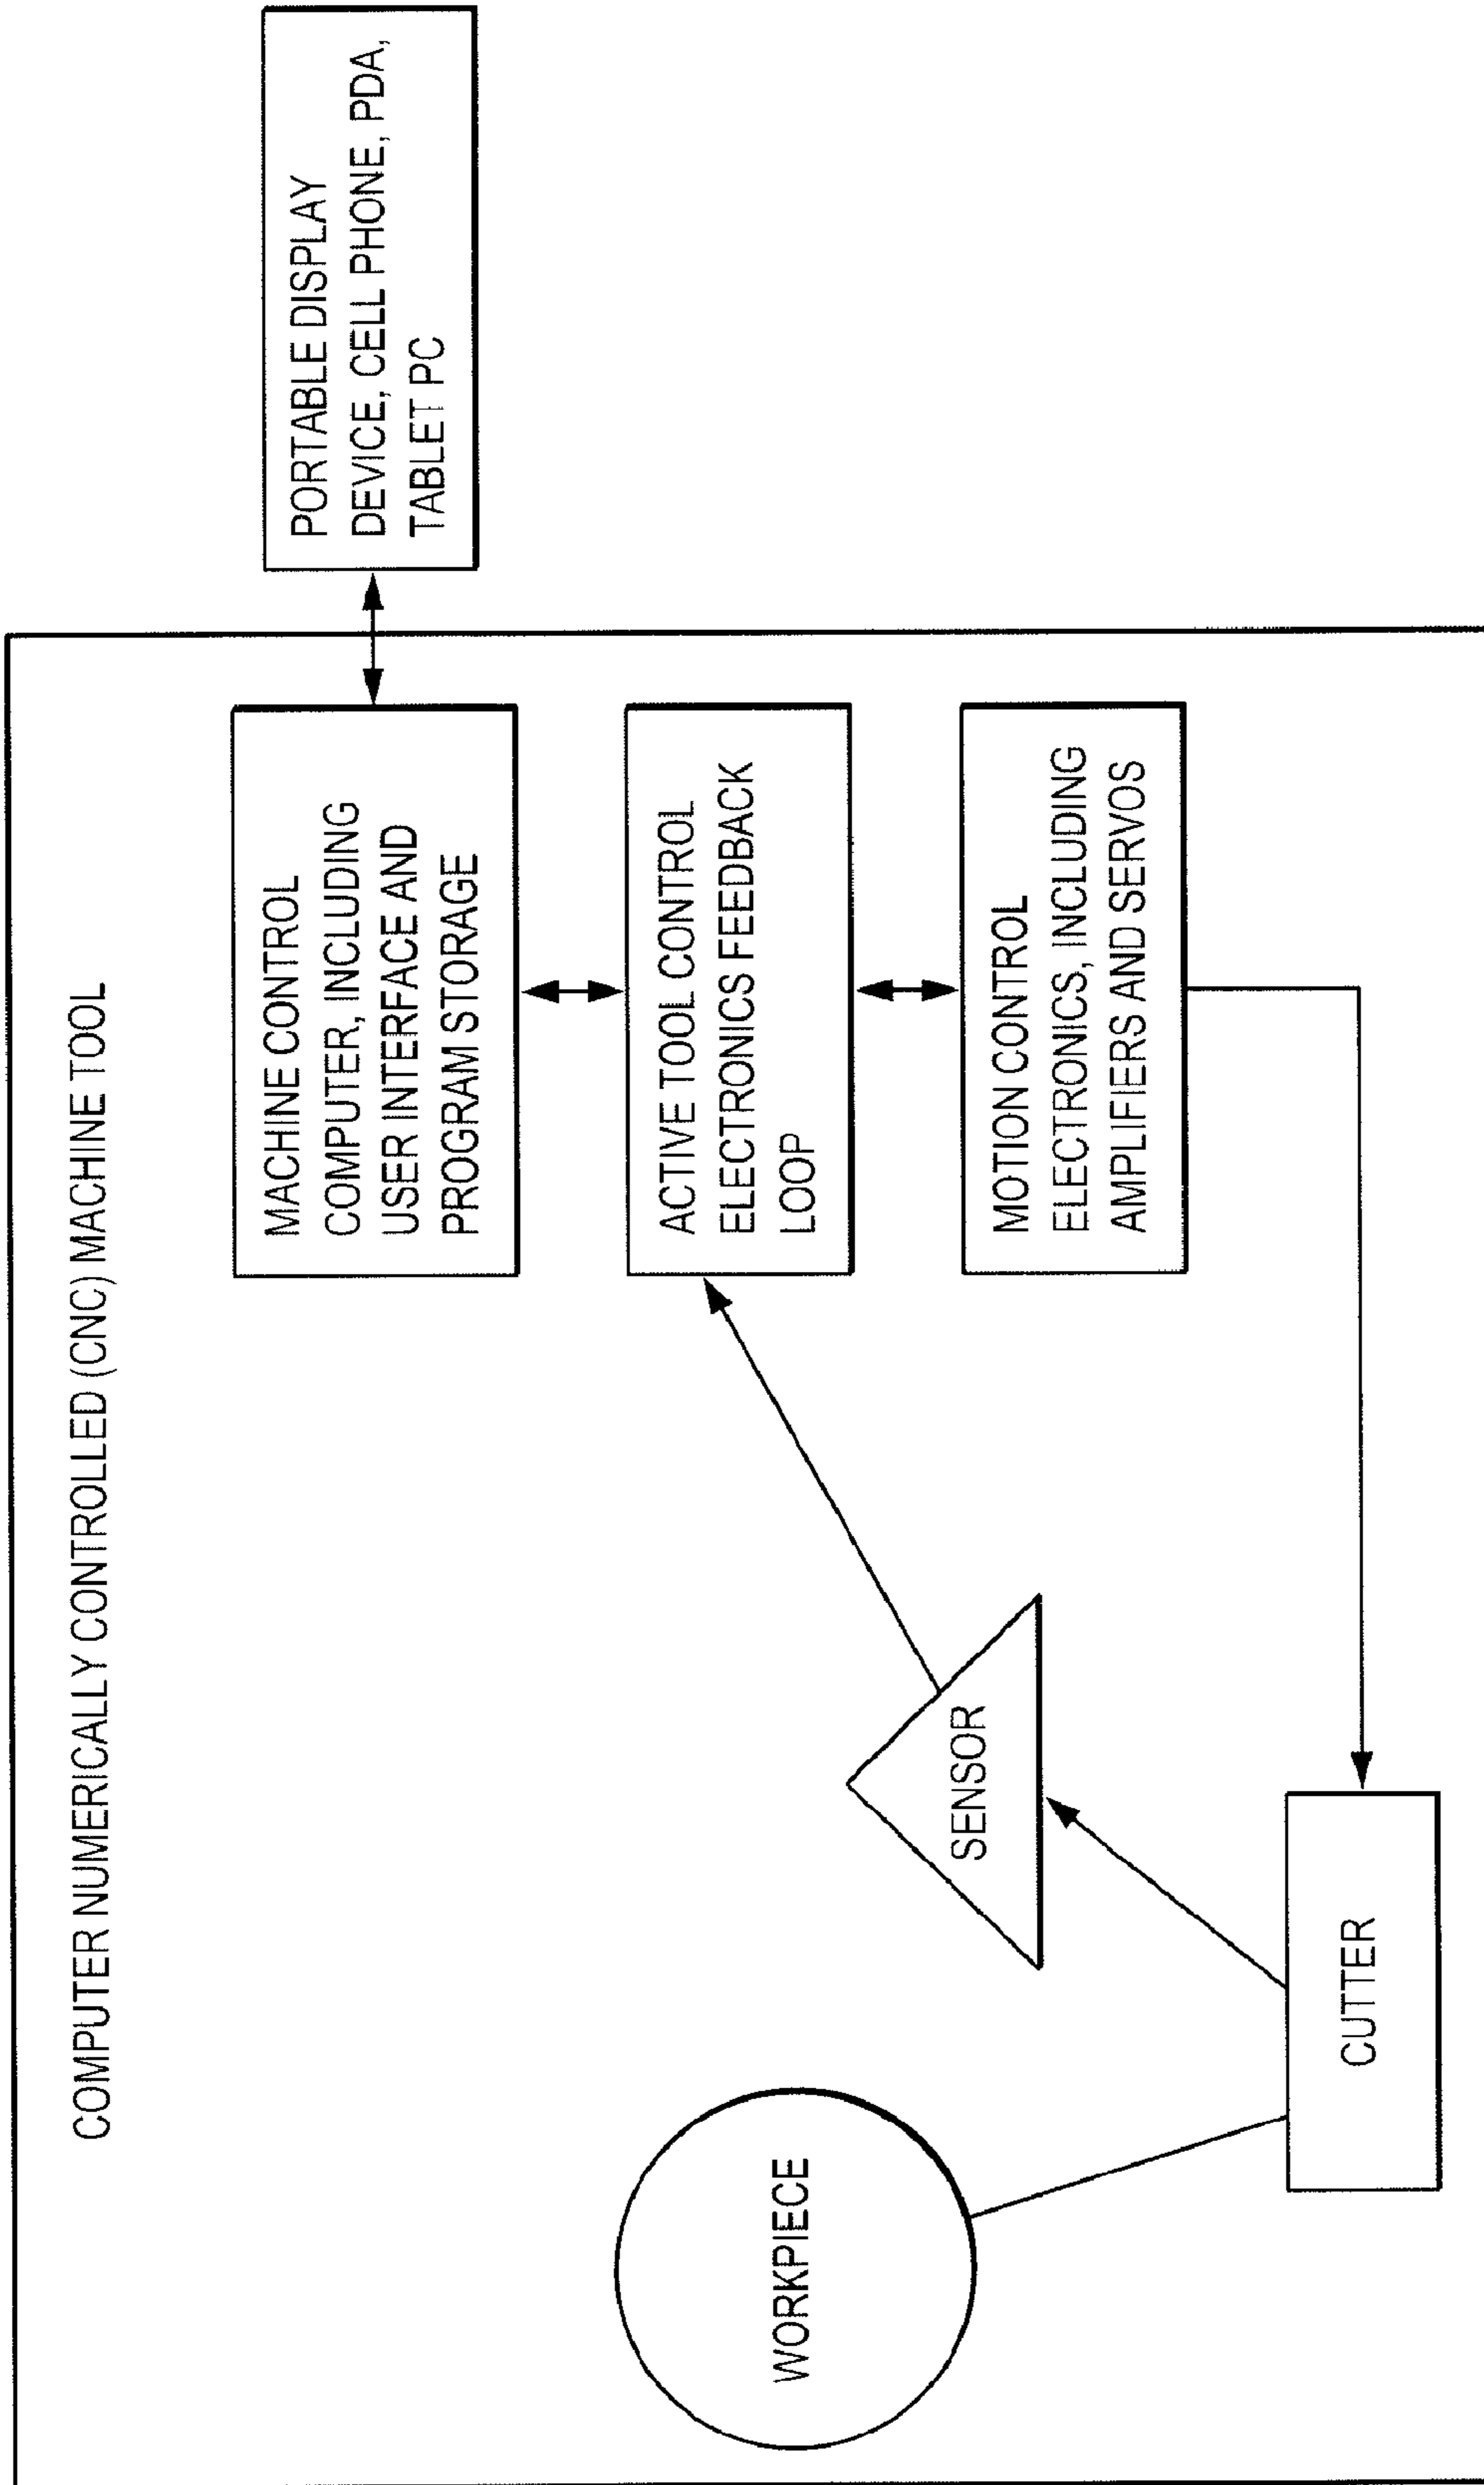 COMPUTER NUMERICALLY CONTROLLED (CNC) MACHINE TOOL
MACHINE CONTROL
COMPUTER, INCLUDING
USER INTERFACE AND
PROGRAM STORAGE
PORTABLE DISPLAY
DEVICE, CELL PHONE, PDA,
TABLET PC
ACTIVE TOOL CONTROL
ELECTRONICS FEEDBACK
LOOP
MOTION CONTROL
ELECTRONICS, INCLUDING
AMPLIFIERS AND SERVOS
WORKPIECE
SENSOR
CUTTER